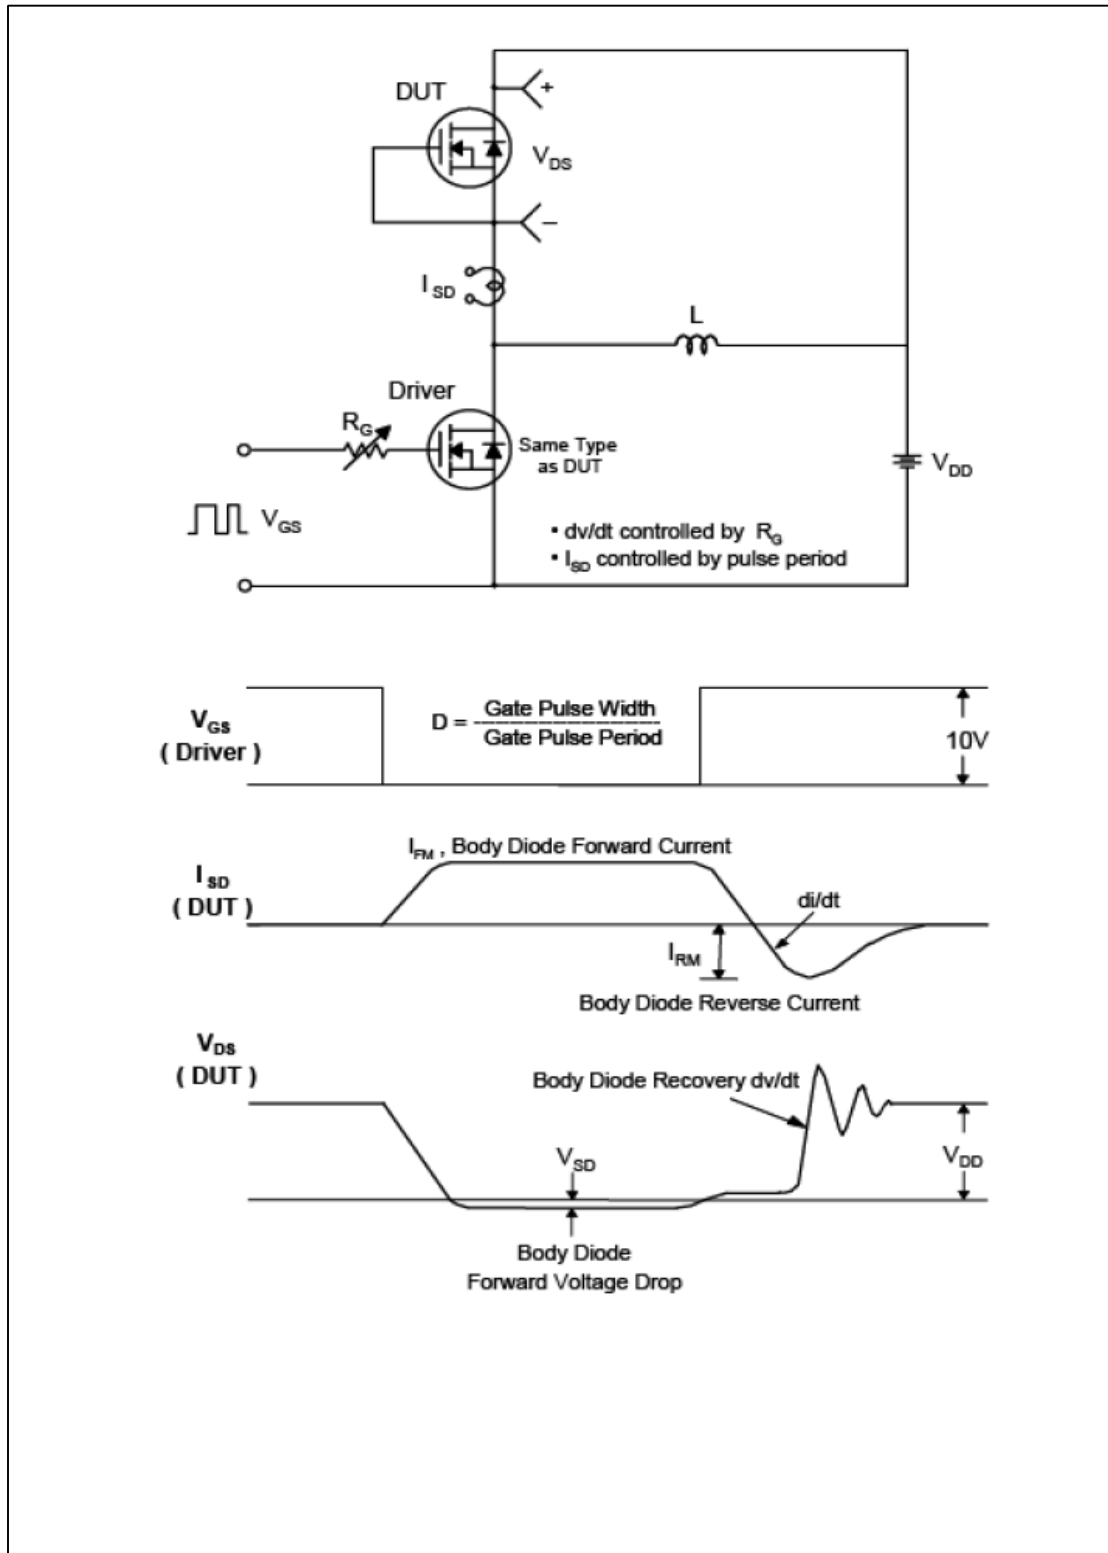 DUT
+
V_DS
–
I_SD
L
Driver
R_G
Same Type
as DUT
V_DD
V_GS
• dv/dt controlled by R_G
• I_SD controlled by pulse period
V_GS
( Driver )
D = Gate Pulse Width
Gate Pulse Period
10V
I_FM , Body Diode Forward Current
I_SD
( DUT )
di/dt
I_RM
Body Diode Reverse Current
V_DS
( DUT )
Body Diode Recovery dv/dt
V_SD
V_DD
Body Diode
Forward Voltage Drop